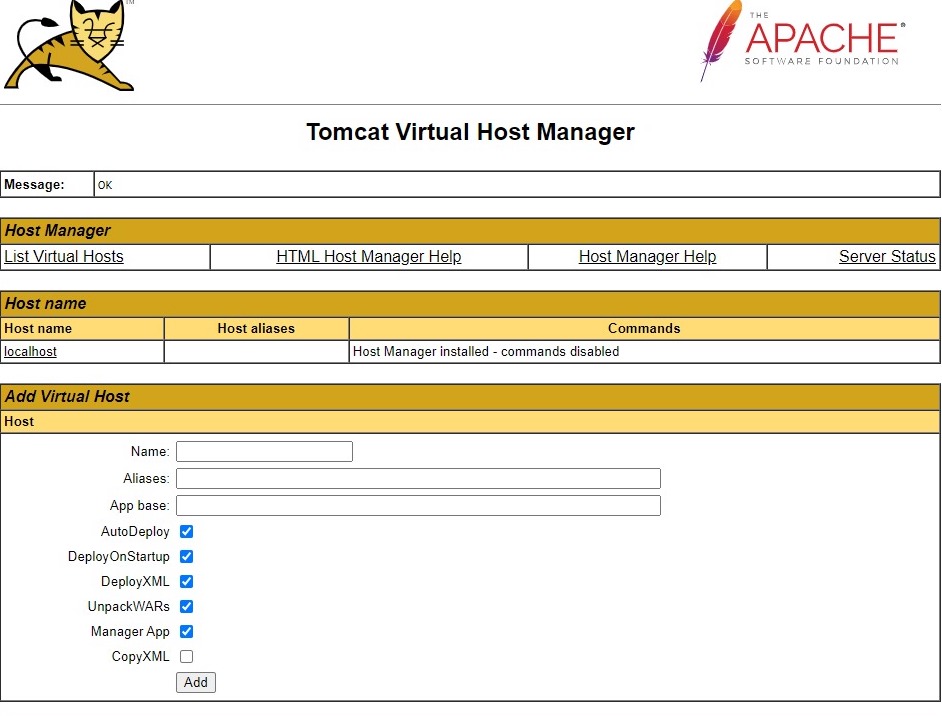 TM
THE
APACHE®
SOFTWARE FOUNDATION
Tomcat Virtual Host Manager
Message: OK
Host Manager
List Virtual Hosts HTML Host Manager Help Host Manager Help Server Status
Host name
Host name Host aliases Commands
localhost Host Manager installed - commands disabled
Add Virtual Host
Host
Name:
Aliases:
App base:
AutoDeploy
DeployOnStartup
DeployXML
UnpackWARs
Manager App
CopyXML
Add